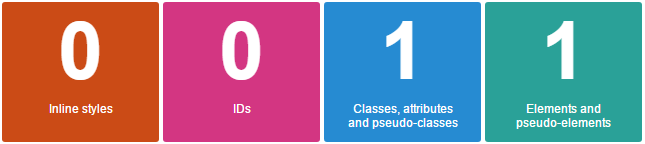 0
Inline styles
0
IDs
1
Classes, attributes
and pseudo-classes
1
Elements and
pseudo-elements